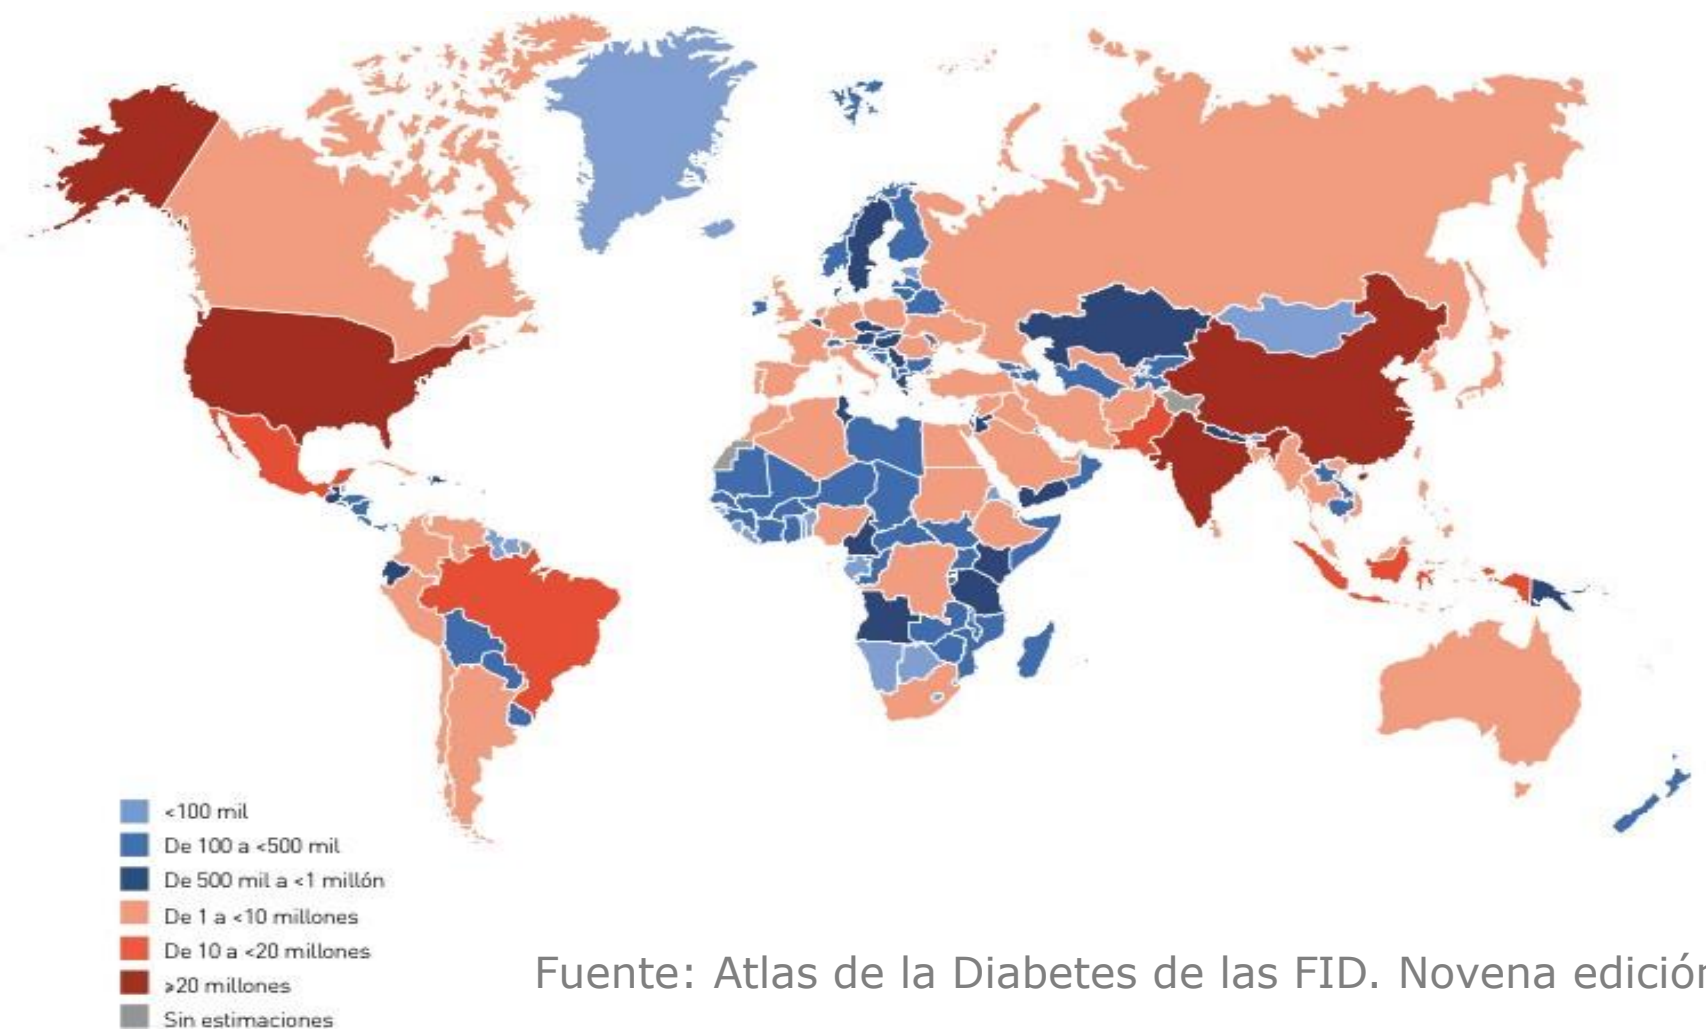 <100 mil
De 100 a <500 mil
De 500 mil a <1 millón
De 1 a <10 millones
De 10 a <20 millones
≥20 millones
Sin estimaciones
Fuente: Atlas de la Diabetes de las FID. Novena edición